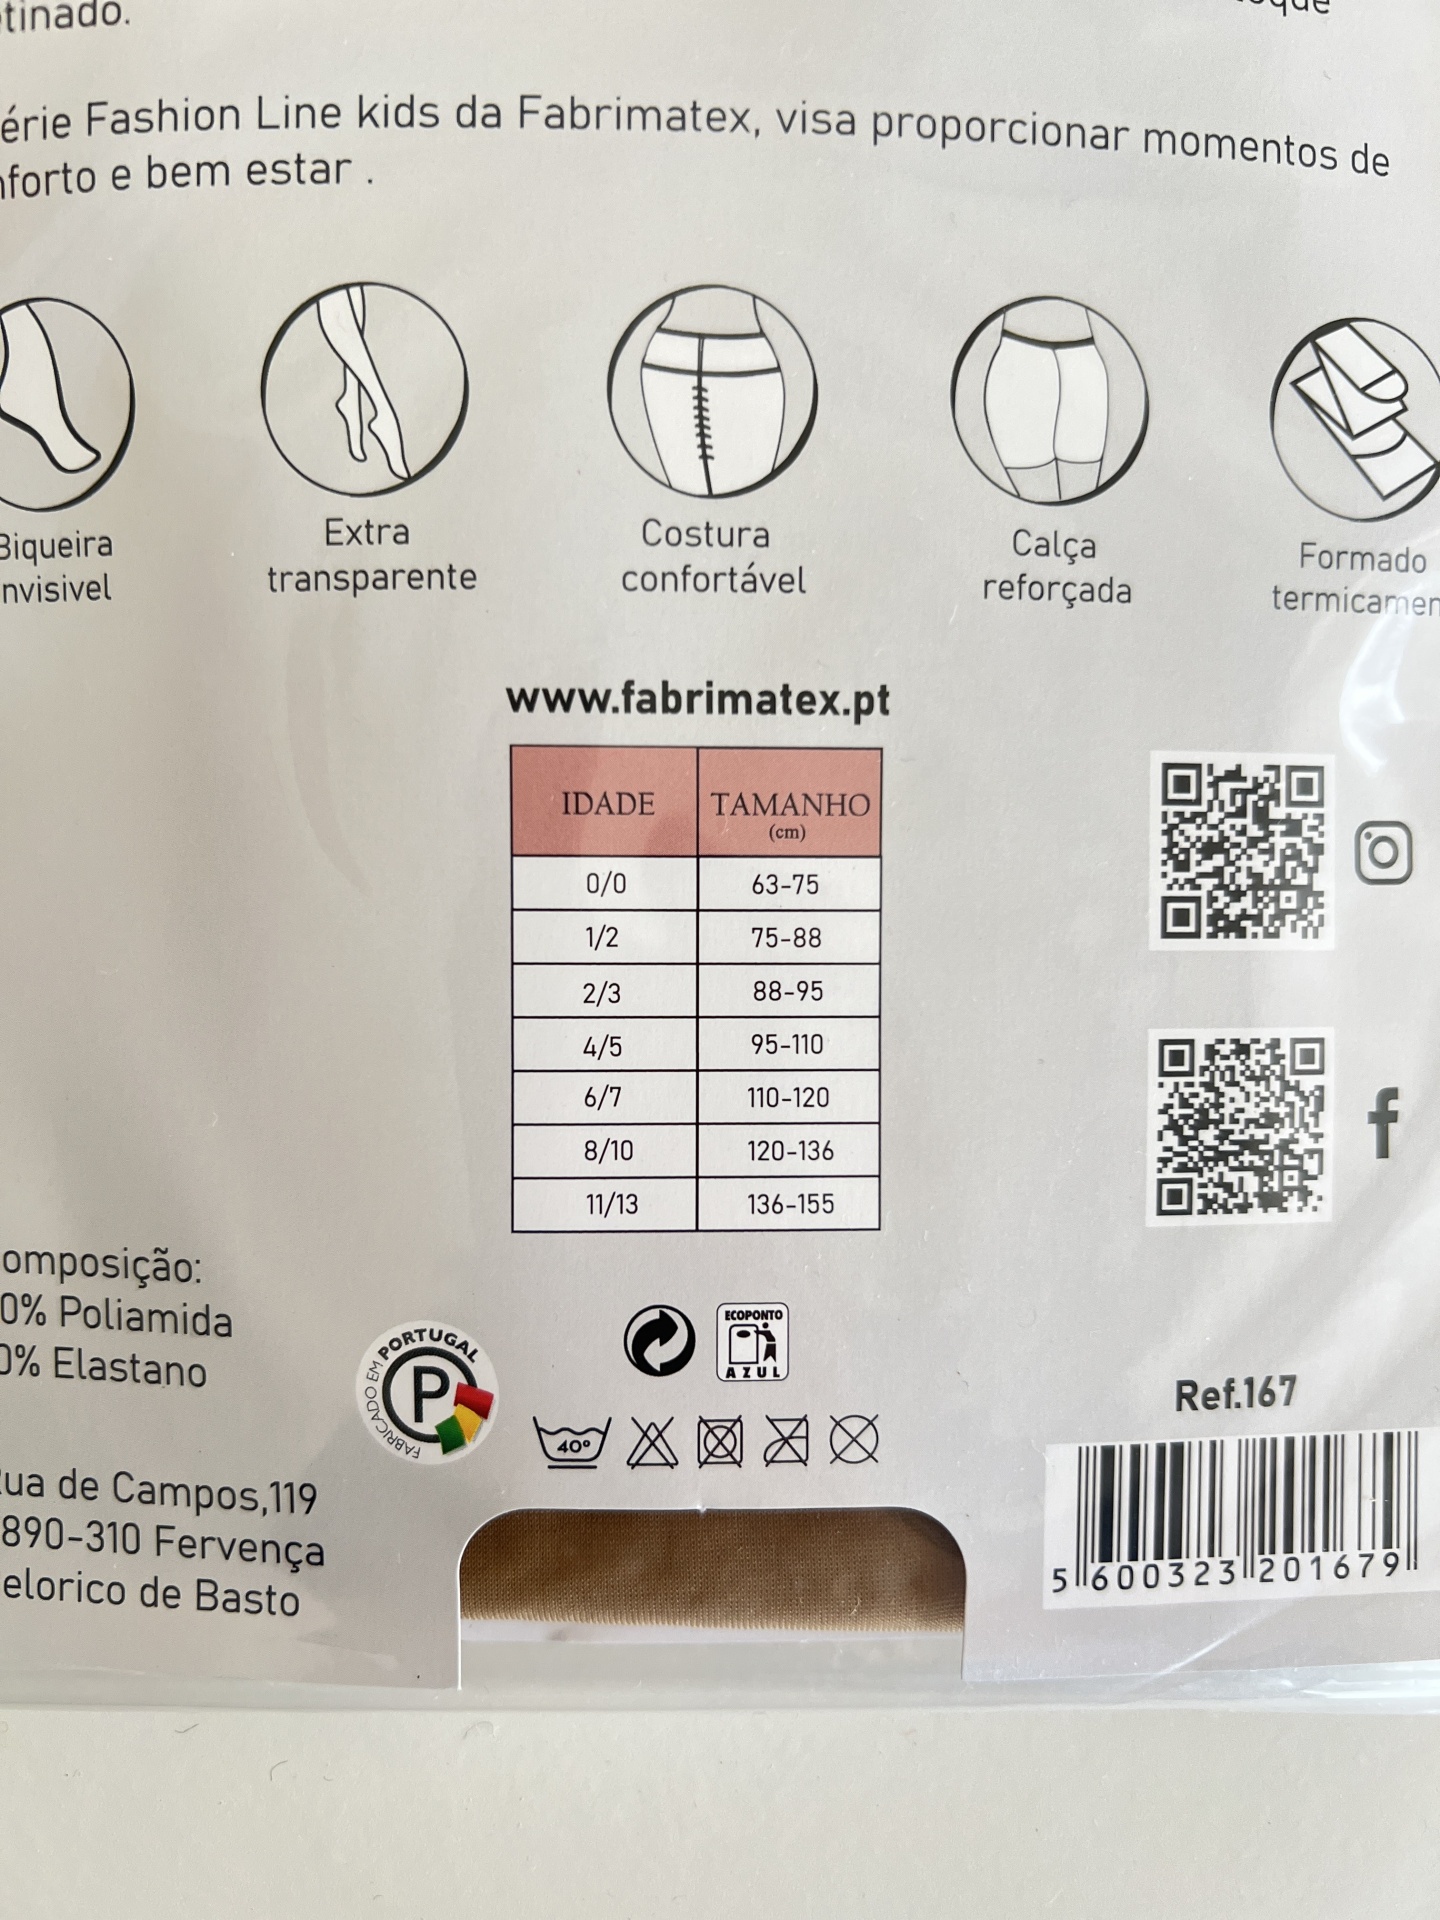 érie Fashion Line kids da Fabrimatex, visa proporcionar momentos de
e bem estar .
Extra
transparente
Costura
confortável
Calça
reforçada
Formado
www.fabrimatex.pt
IDADE TAMANHO
(cm)
0/0 63-75
1/2 75-88
2/3 88-95
4/5 95-110
6/7 110-120
8/10 120-136
11/13 136-155
omposição:
0% Poliamida
0% Elastano
FABRICADO EM PORTUGAL
P
ECOPONTO
AZUL
40°
Ref.167
ua de Campos,119
890-310 Fervença
elorico de Basto
5 600323 201679